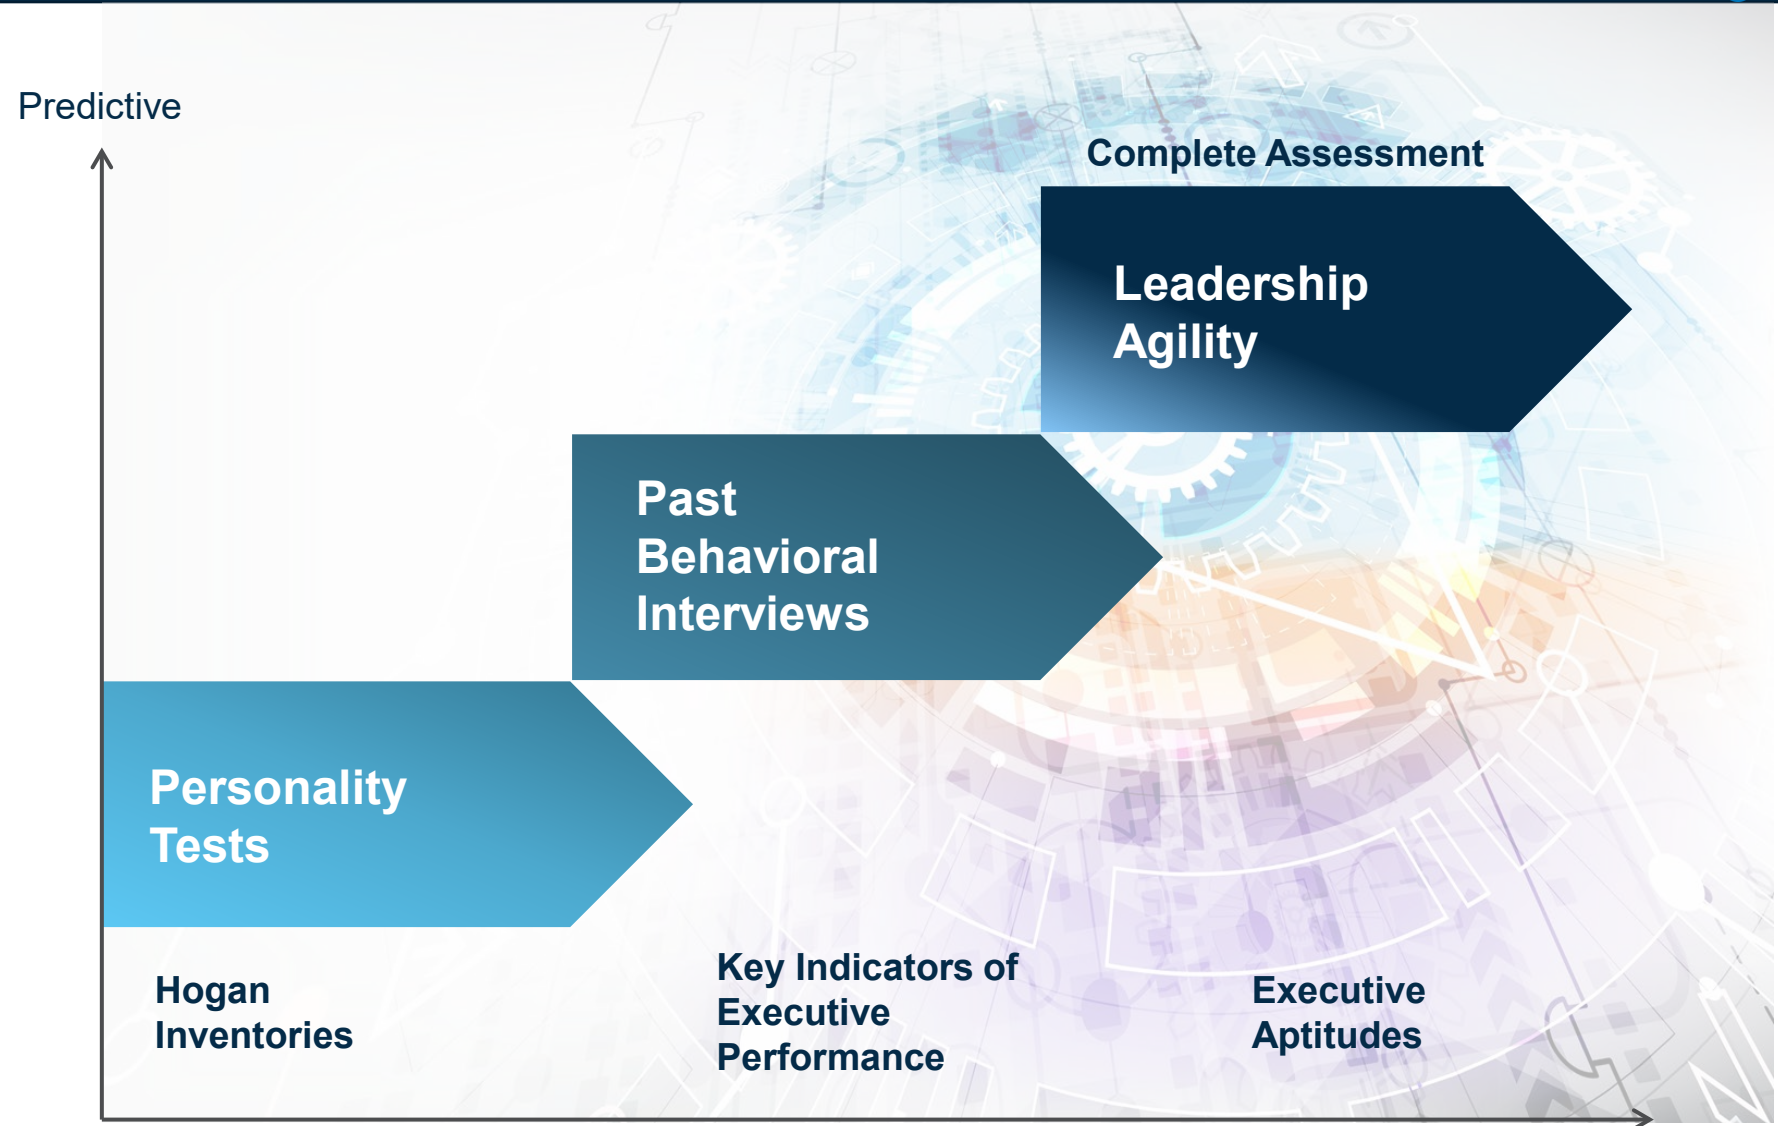 Predictive
Complete Assessment
Leadership
Agility
Past
Behavioral
Interviews
Personality
Tests
Hogan
Inventories
Key Indicators of
Executive
Performance
Executive
Aptitudes